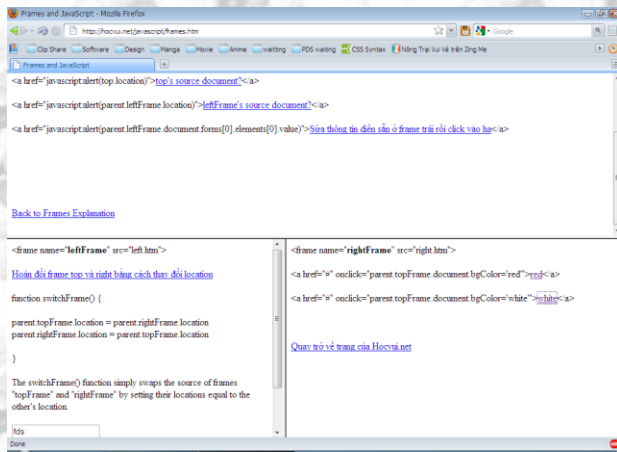 Frames and JavaScript - Mozilla Firefox
http://hocvui.net/javascript/frames.htm
Google
Clip Share Software Design Manga Movie Anime waitting PDS waiting CSS Syntax Nông Trại Vui Vẻ trên Zing Me
Frames and JavaScript
<a href="javascript:alert(top.location)">top's source document?</a>
<a href="javascript:alert(parent.leftFrame.location)">leftFrame's source document?</a>
<a href="javascript:alert(parent.leftFrame.document.forms[0].elements[0].value)">Sửa thông tin điền sẵn ở frame trái rồi click vào ha</a>
Back to Frames Explanation
<frame name="leftFrame" src="left.htm">
Hoán đổi frame top và right bằng cách thay đổi location
function switchFrame() {
parent.topFrame.location = parent.rightFrame.location
parent.rightFrame.location = parent.topFrame.location
}
The switchFrame() function simply swaps the source of frames
"topFrame" and "rightFrame" by setting their locations equal to the
other's location.
fds
<frame name="rightFrame" src="right.htm">
<a href="#" onclick="parent.topFrame.document.bgColor='red'">red</a>
<a href="#" onclick="parent.topFrame.document.bgColor='white'">white</a>
Quay trở về trang của Hocvui.net
Done